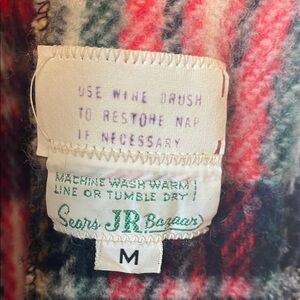 USE WIRE BRUSH
TO RESTORE NAP
IF NECESSARY
MACHINE WASH WARM
LINE OR TUMBLE DRY
Sears JR Bazaar
M